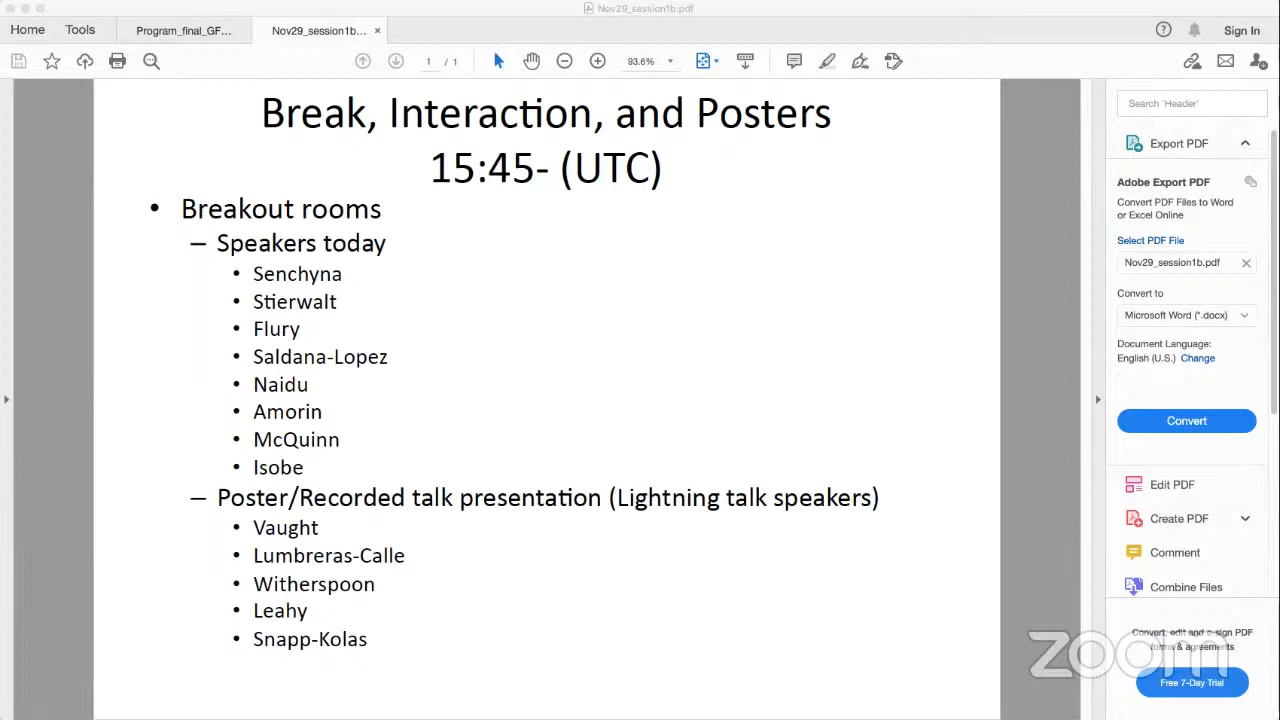 Nov29_session1b.pdf
Home Tools Program_final_GF... Nov29_session1b... × Sign In
1 / 1 93.6%
Break, Interaction, and Posters
15:45- (UTC)
• Breakout rooms
– Speakers today
• Senchyna
• Stierwalt
• Flury
• Saldana-Lopez
• Naidu
• Amorin
• McQuinn
• Isobe
– Poster/Recorded talk presentation (Lightning talk speakers)
• Vaught
• Lumbreras-Calle
• Witherspoon
• Leahy
• Snapp-Kolas
Search 'Header'
Export PDF
Adobe Export PDF
Convert PDF Files to Word
or Excel Online
Select PDF File
Nov29_session1b.pdf
Convert to
Microsoft Word (*.docx)
Document Language:
English (U.S.) Change
Convert
Edit PDF
Create PDF
Comment
Combine Files
Convert, edit and e-sign PDF
forms & agreements
Free 7-Day Trial
zoom